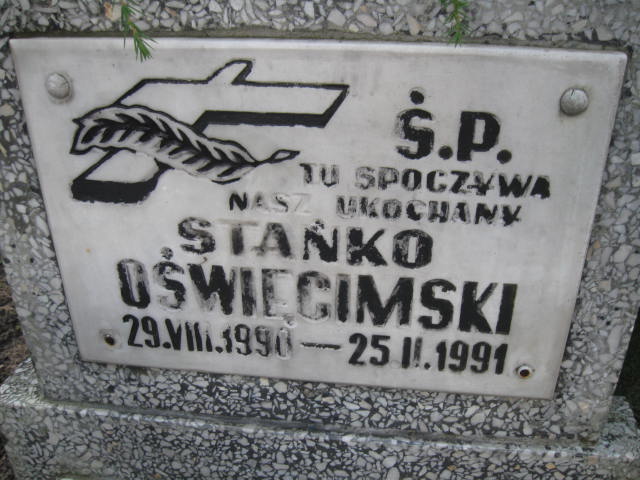 Ś.P.
TU SPOCZYWA
NASZ UKOCHANY
STAŃKO
OŚWIĘCIMSKI
29.VIII.1990 — 25.II.1991